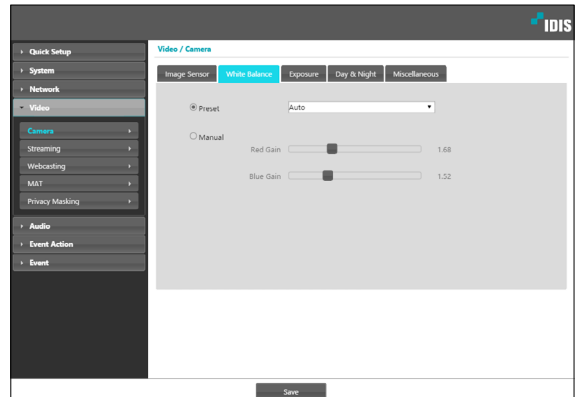 IDIS
Quick Setup
System
Network
Video
Camera
Streaming
Webcasting
MAT
Privacy Masking
Audio
Event Action
Event
Video / Camera
Image Sensor White Balance Exposure Day & Night Miscellaneous
Preset Auto
Manual
Red Gain 1.68
Blue Gain 1.52
Save